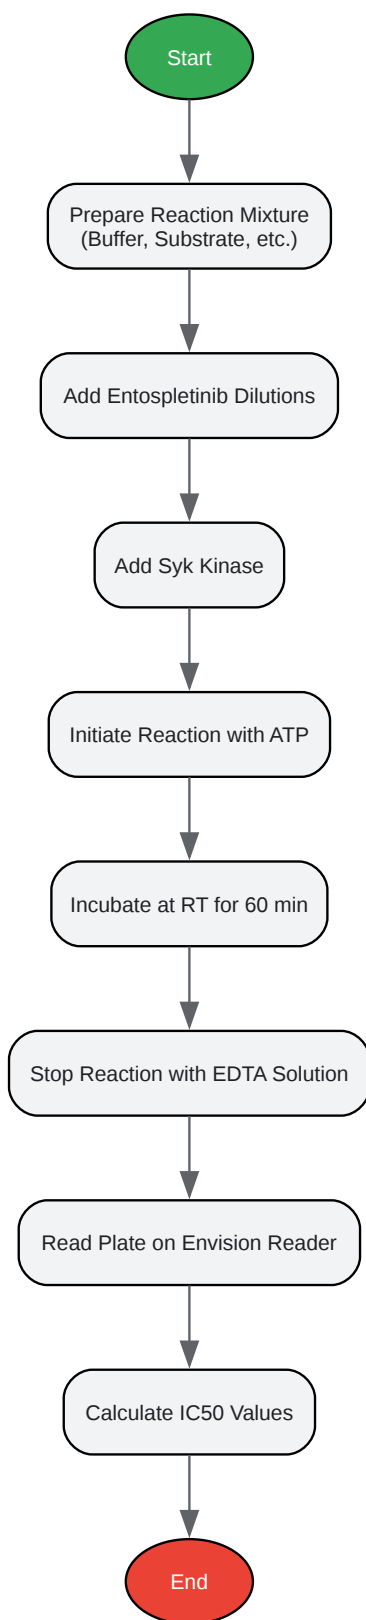 Start
Prepare Reaction Mixture
(Buffer, Substrate, etc.)
Add Entospletinib Dilutions
Add Syk Kinase
Initiate Reaction with ATP
Incubate at RT for 60 min
Stop Reaction with EDTA Solution
Read Plate on Envision Reader
Calculate IC50 Values
End